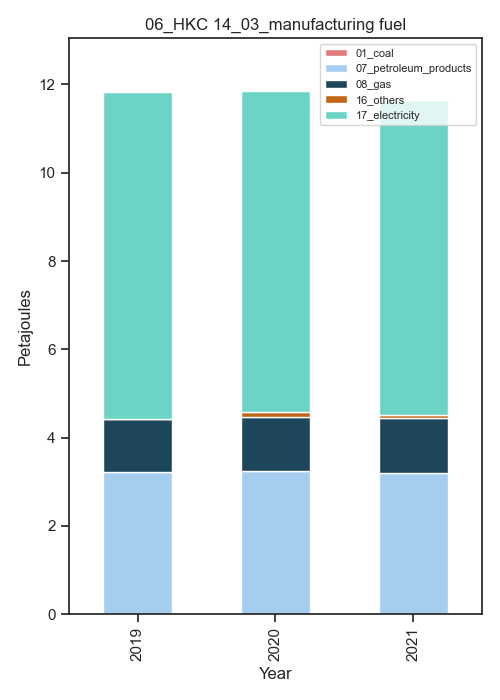 06_HKC 14_03_manufacturing fuel
01_coal
07_petroleum_products
08_gas
16_others
17_electricity
12
10
8
6
4
2
0
Petajoules
2019
2020
2021
Year